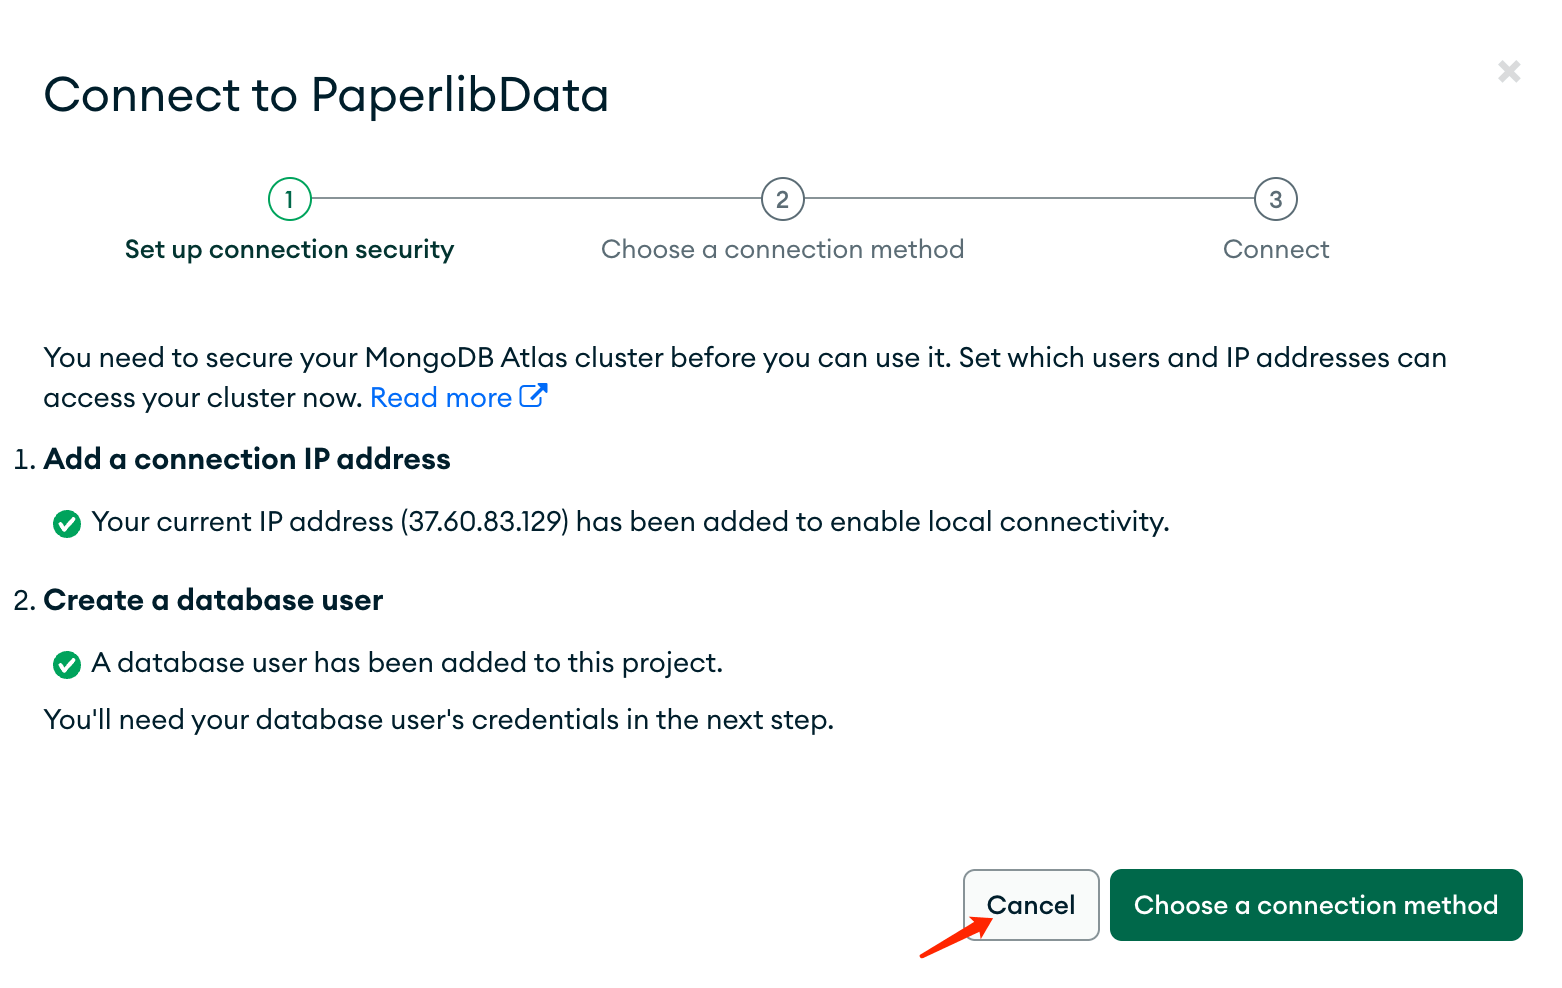 Connect to PaperlibData
1
2
3
Set up connection security
Choose a connection method
Connect
You need to secure your MongoDB Atlas cluster before you can use it. Set which users and IP addresses can
access your cluster now. Read more
1. Add a connection IP address
Your current IP address (37.60.83.129) has been added to enable local connectivity.
2. Create a database user
A database user has been added to this project.
You'll need your database user's credentials in the next step.
Cancel
Choose a connection method